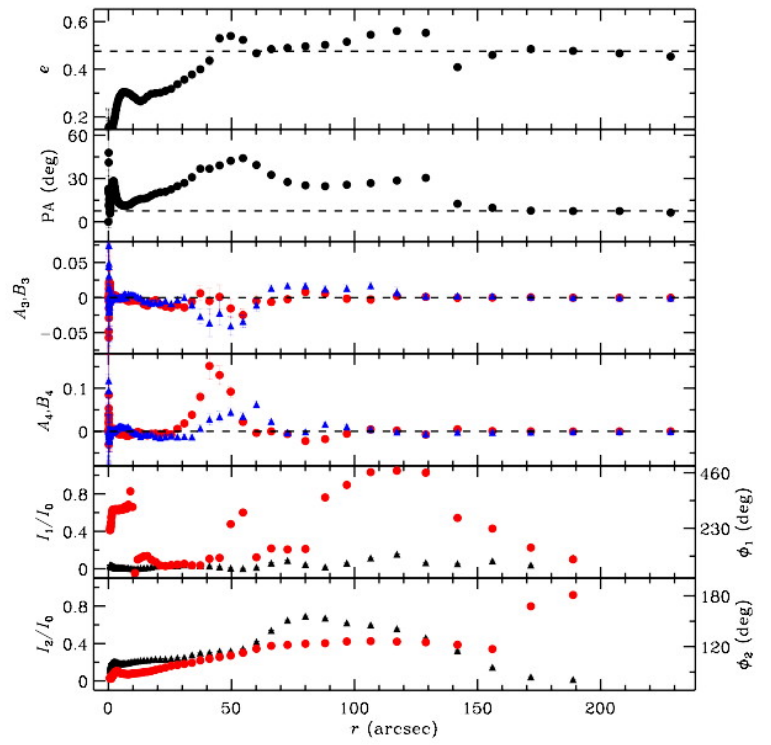 0.6
e 0.4
0.2
60
PA (deg) 30
0
0.05
A₃,B₃ 0
−0.05
0.1
A₄,B₄
0
0.8 460
I₁/I₀ 0.4 230 ϕ₁ (deg)
0
0.8 180
I₂/I₀ 0.4 120 ϕ₂ (deg)
0
0 50 100 150 200
r (arcsec)